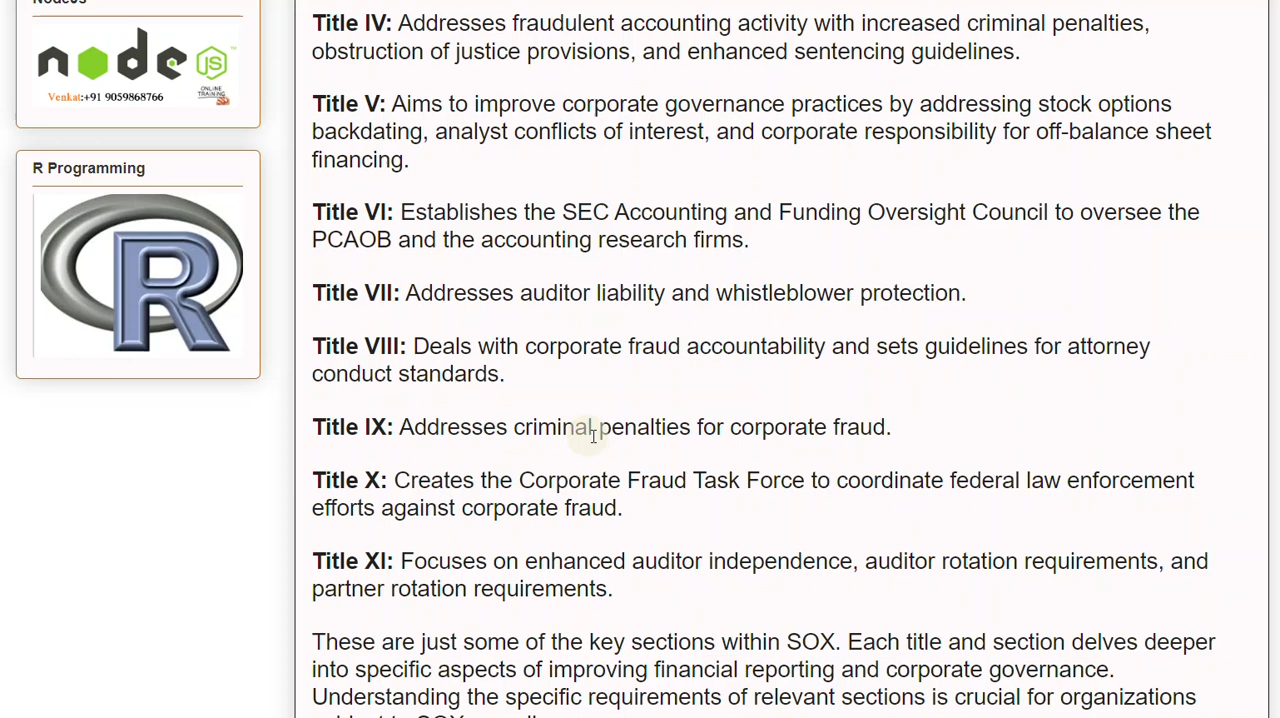 NodeJS
node JS
Venkat:+91 9059868766
ONLINE
TRAINING
R Programming
R
Title IV: Addresses fraudulent accounting activity with increased criminal penalties,
obstruction of justice provisions, and enhanced sentencing guidelines.
Title V: Aims to improve corporate governance practices by addressing stock options
backdating, analyst conflicts of interest, and corporate responsibility for off-balance sheet
financing.
Title VI: Establishes the SEC Accounting and Funding Oversight Council to oversee the
PCAOB and the accounting research firms.
Title VII: Addresses auditor liability and whistleblower protection.
Title VIII: Deals with corporate fraud accountability and sets guidelines for attorney
conduct standards.
Title IX: Addresses criminal penalties for corporate fraud.
Title X: Creates the Corporate Fraud Task Force to coordinate federal law enforcement
efforts against corporate fraud.
Title XI: Focuses on enhanced auditor independence, auditor rotation requirements, and
partner rotation requirements.
These are just some of the key sections within SOX. Each title and section delves deeper
into specific aspects of improving financial reporting and corporate governance.
Understanding the specific requirements of relevant sections is crucial for organizations